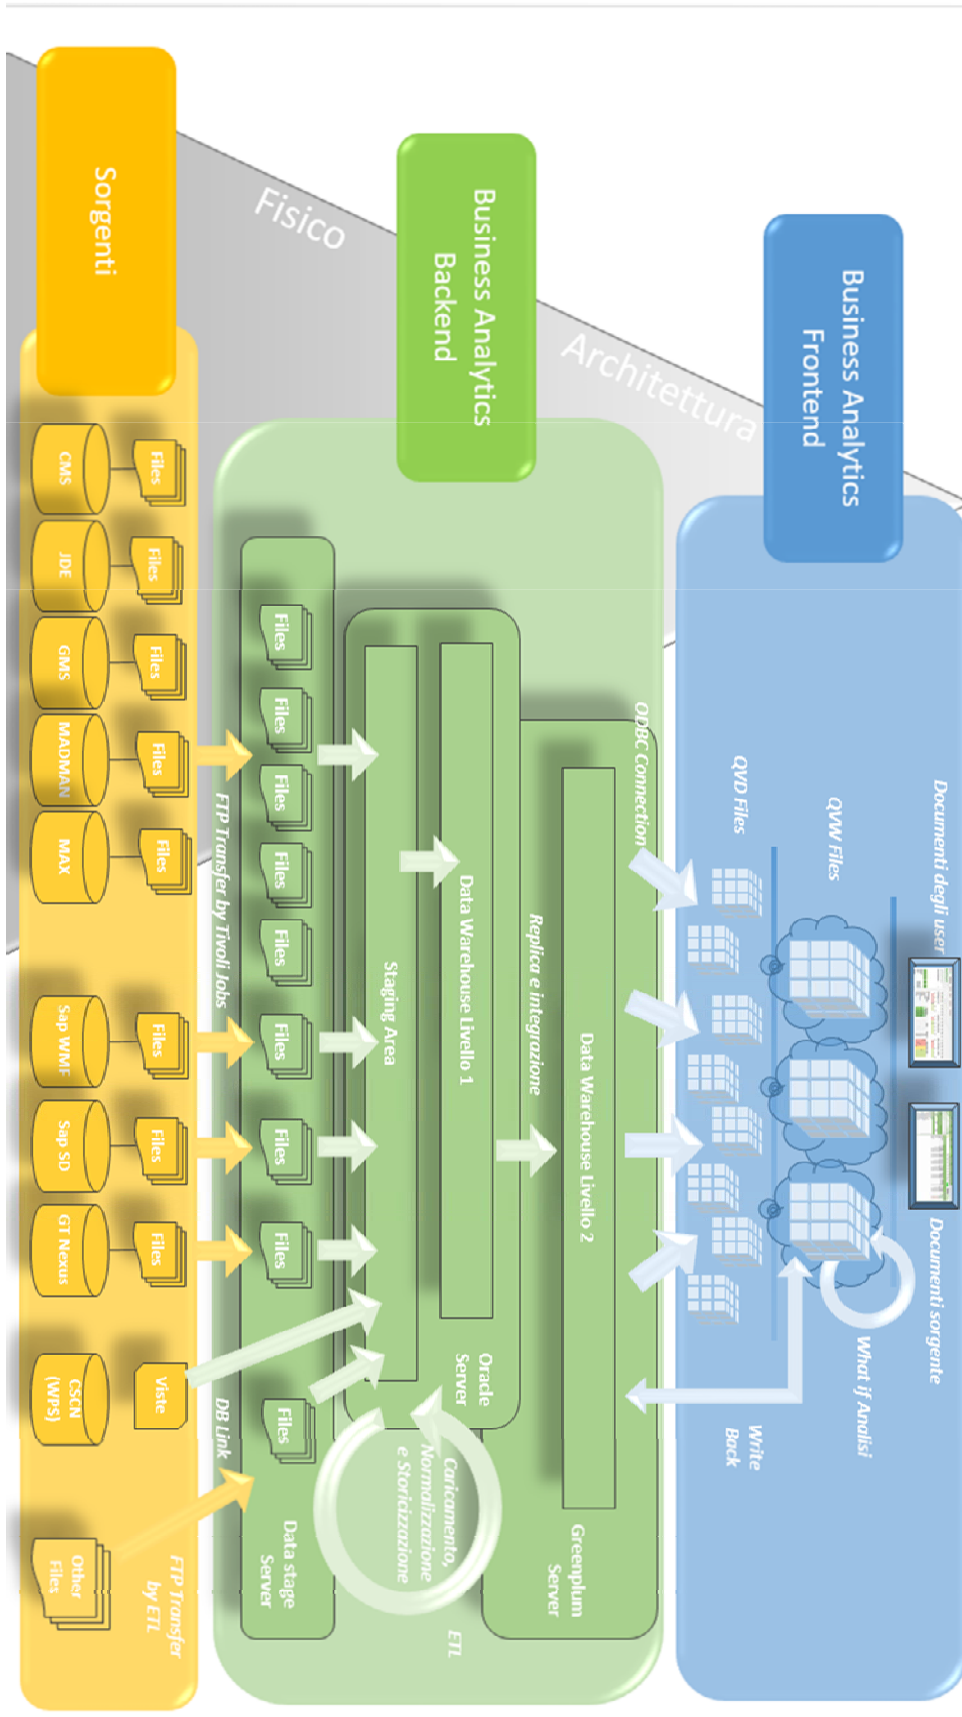 Business Analytics
Frontend
Documenti degli user
Documenti sorgente
QVW Files
What if Analisi
QVD Files
Write
Back
Architettura
Business Analytics
Backend
ODBC Connection
Data Warehouse Livello 2
Greenplum
Server
Replica e integrazione
Data Warehouse Livello 1
Oracle
Server
Staging Area
Caricamento,
Normalizzazione
e Storicizzazione
ETL
Files
Files
Files
Files
Files
Files
Files
Files
Files
Data stage
Server
FTP Transfer by Tivoli Jobs
DB Link
Fisico
Sorgenti
Files
Files
Files
Files
Files
Files
Files
Files
Viste
FTP Transfer
by ETL
CMS
JDE
GMS
MADMAN
MAX
Sap WMF
Sap SD
GT Nexus
CSCN
(WPS)
Other
Files